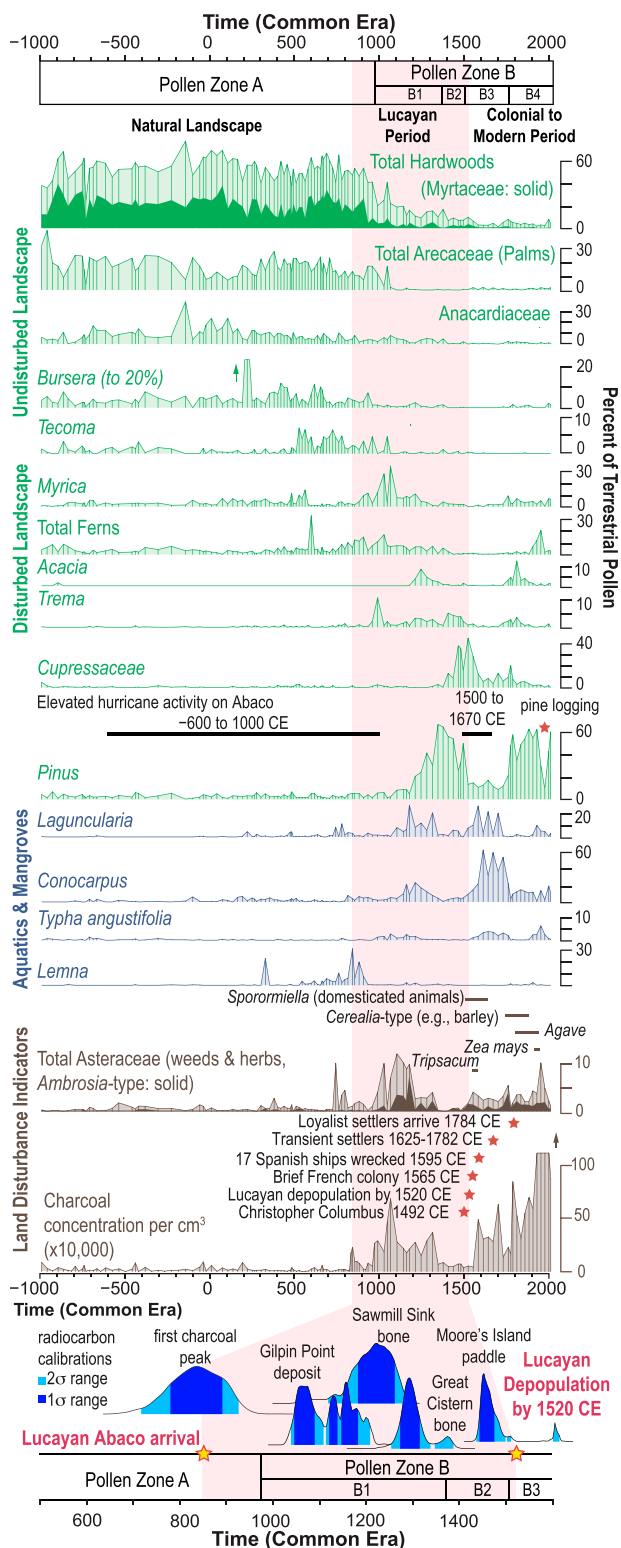 Time (Common Era)
−1000 −500 0 500 1000 1500 2000
Pollen Zone A
Pollen Zone B
B1 B2 B3 B4
Natural Landscape
Lucayan
Period
Colonial to
Modern Period
Total Hardwoods
(Myrtaceae: solid)
60
0
Total Arecaceae (Palms)
30
0
Anacardiaceae
30
0
Bursera (to 20%)
20
0
Tecoma
10
0
Undisturbed Landscape
Percent of Terrestrial Pollen
Myrica
30
0
Total Ferns
30
Acacia
10
Trema
10
Cupressaceae
40
0
Disturbed Landscape
Elevated hurricane activity on Abaco
−600 to 1000 CE
1500 to
1670 CE
pine logging
Pinus
60
0
Laguncularia
20
Conocarpus
60
Typha angustifolia
10
Lemna
30
Aquatics & Mangroves
Sporormiella (domesticated animals)
Cerealia-type (e.g., barley)
Agave
Zea mays
Tripsacum
Total Asteraceae (weeds & herbs,
Ambrosia-type: solid)
10
0
Loyalist settlers arrive 1784 CE
Transient settlers 1625-1782 CE
17 Spanish ships wrecked 1595 CE
Brief French colony 1565 CE
Lucayan depopulation by 1520 CE
Christopher Columbus 1492 CE
Charcoal
concentration per cm³
(x10,000)
100
50
0
Land Disturbance Indicators
−1000 −500 0 500 1000 1500 2000
Time (Common Era)
radiocarbon
calibrations
2σ range
1σ range
first charcoal
peak
Gilpin Point
deposit
Sawmill Sink
bone
Great
Cistern
bone
Moore's Island
paddle
Lucayan
Depopulation
by 1520 CE
Lucayan Abaco arrival
Pollen Zone A
Pollen Zone B
B1 B2 B3
600 800 1000 1200 1400
Time (Common Era)